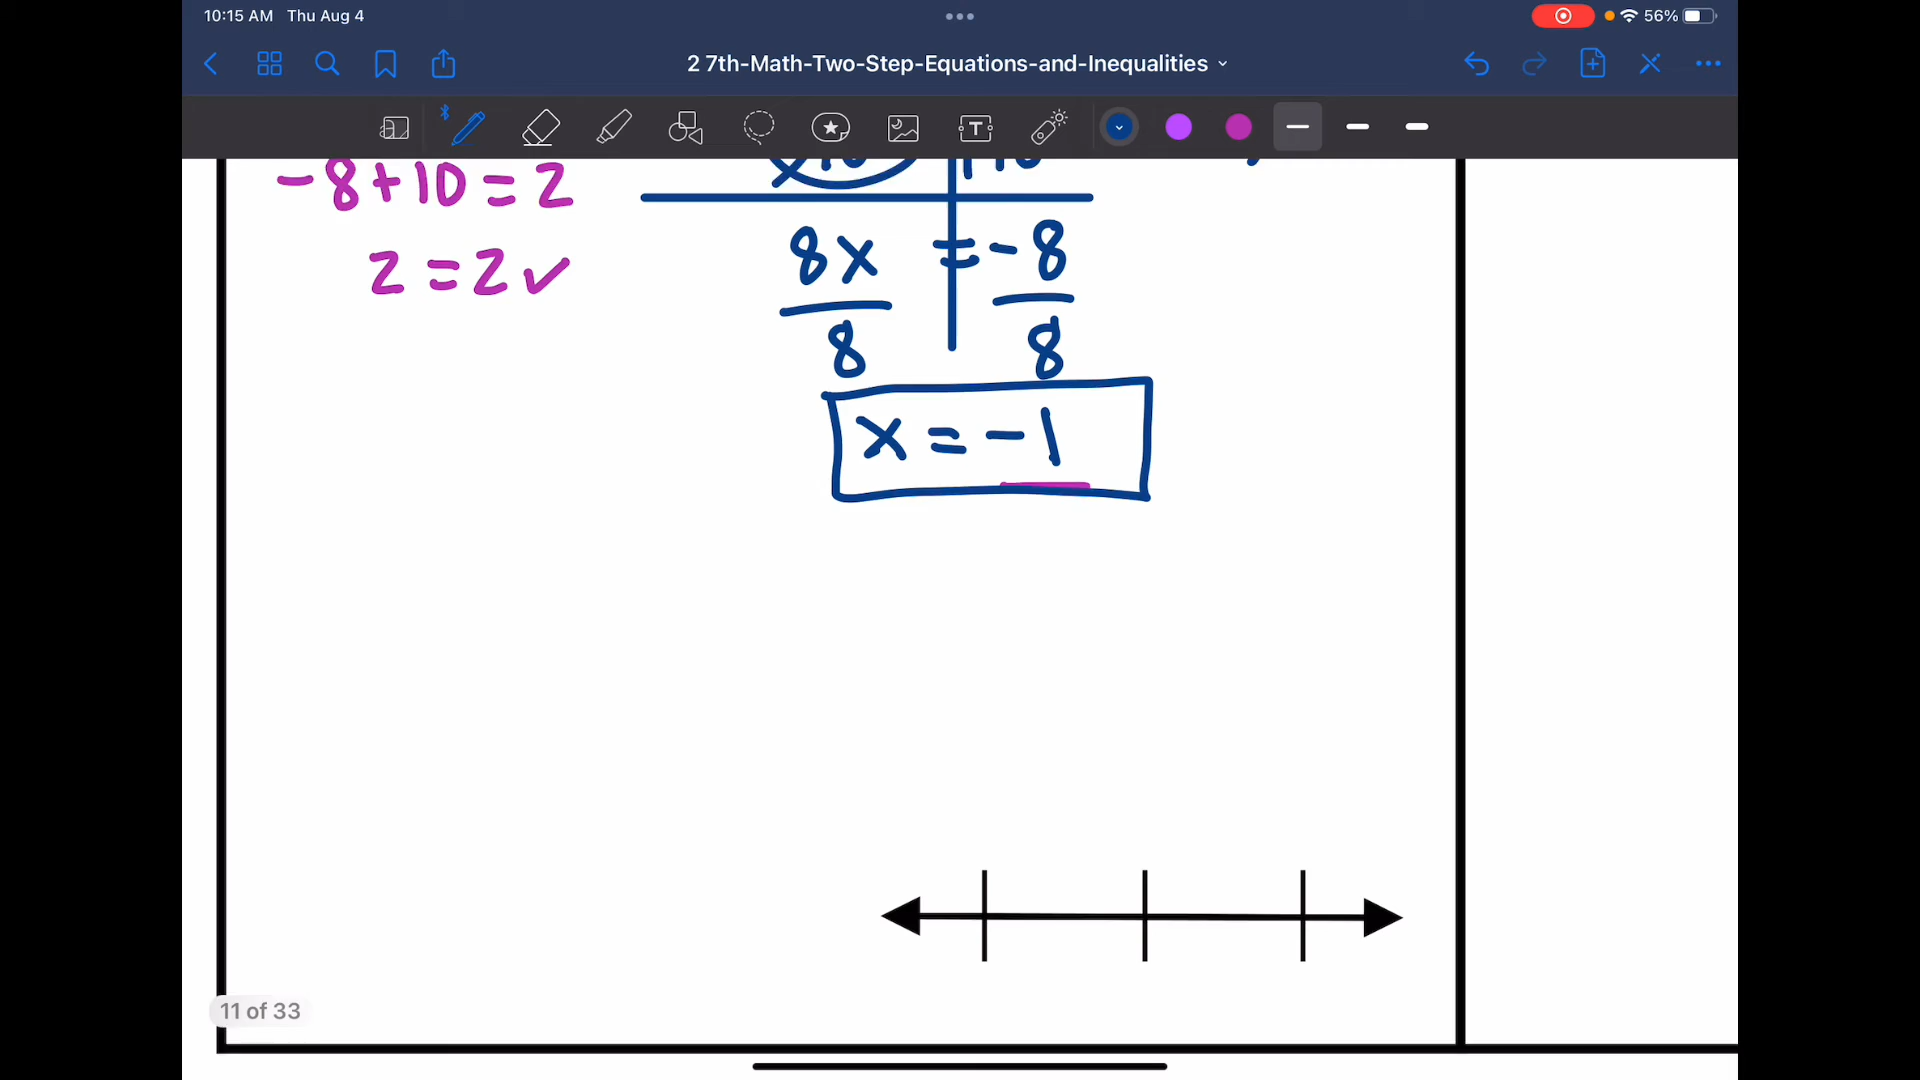 10:15 AM Thu Aug 4
56%
2 7th-Math-Two-Step-Equations-and-Inequalities
-8+10=2
2=2✓
8x = -8
8 8
x = -1
11 of 33